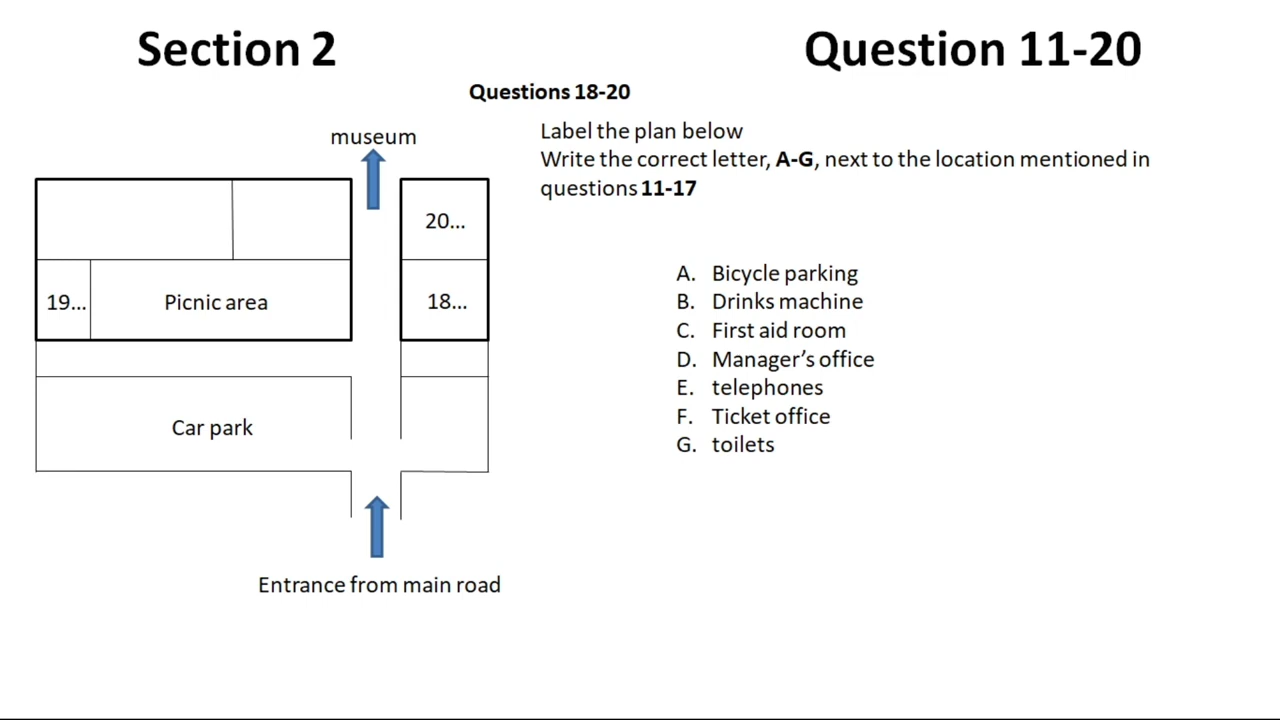 Section 2
Question 11-20
Questions 18-20
Label the plan below
Write the correct letter, A-G, next to the location mentioned in
questions 11-17
museum
20...
19...
Picnic area
18...
Car park
Entrance from main road
A. Bicycle parking
B. Drinks machine
C. First aid room
D. Manager’s office
E. telephones
F. Ticket office
G. toilets